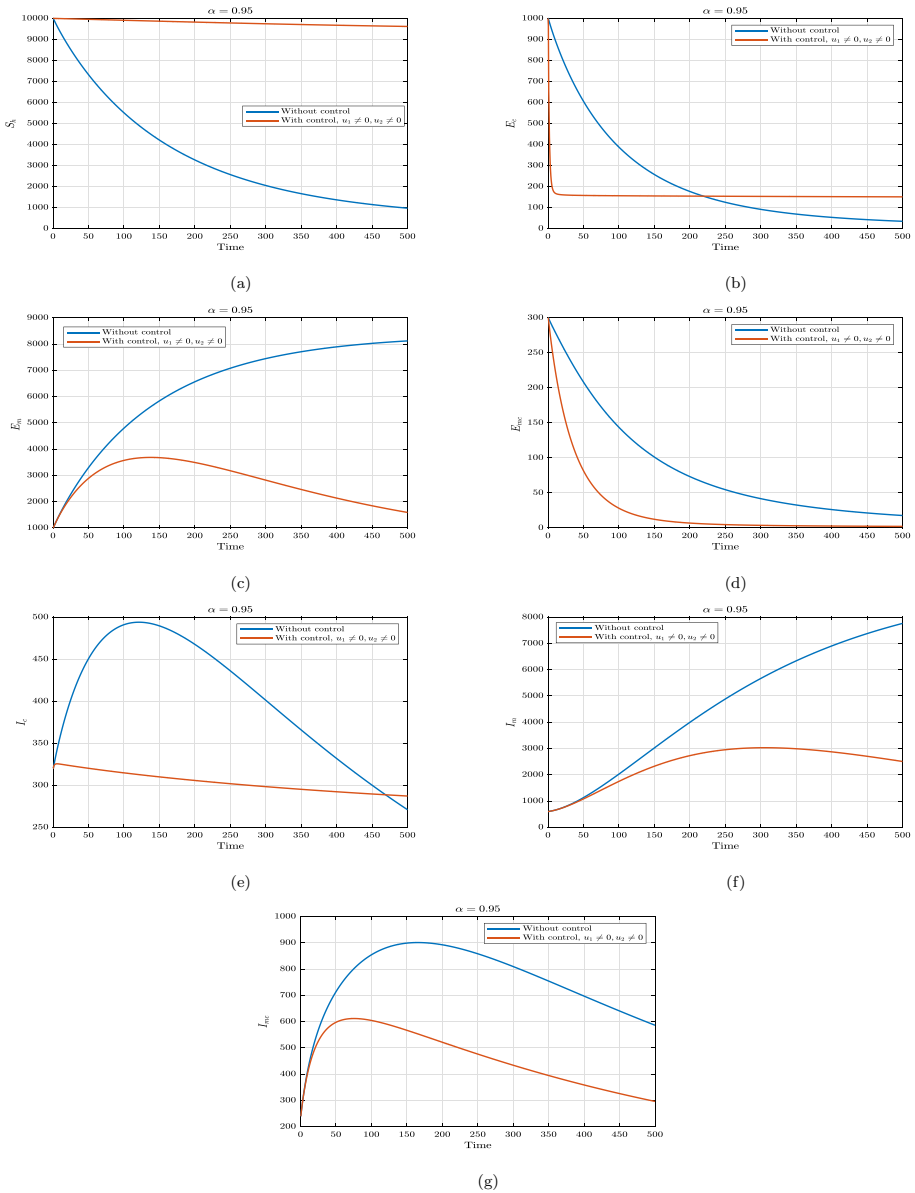 α = 0.95
10000
9000
8000
7000
6000
5000
4000
3000
2000
1000
0
S_h
Without control
With control, u₁ ≠ 0, u₂ ≠ 0
0 50 100 150 200 250 300 350 400 450 500
Time
(a)
α = 0.95
1000
900
800
700
600
500
400
300
200
100
0
E_c
Without control
With control, u₁ ≠ 0, u₂ ≠ 0
0 50 100 150 200 250 300 350 400 450 500
Time
(b)
α = 0.95
9000
8000
7000
6000
5000
4000
3000
2000
1000
E_m
Without control
With control, u₁ ≠ 0, u₂ ≠ 0
0 50 100 150 200 250 300 350 400 450 500
Time
(c)
α = 0.95
300
250
200
150
100
50
0
E_mc
Without control
With control, u₁ ≠ 0, u₂ ≠ 0
0 50 100 150 200 250 300 350 400 450 500
Time
(d)
α = 0.95
500
450
400
350
300
250
I_c
Without control
With control, u₁ ≠ 0, u₂ ≠ 0
0 50 100 150 200 250 300 350 400 450 500
Time
(e)
α = 0.95
8000
7000
6000
5000
4000
3000
2000
1000
0
I_m
Without control
With control, u₁ ≠ 0, u₂ ≠ 0
0 50 100 150 200 250 300 350 400 450 500
Time
(f)
α = 0.95
1000
900
800
700
600
500
400
300
200
I_mc
Without control
With control, u₁ ≠ 0, u₂ ≠ 0
0 50 100 150 200 250 300 350 400 450 500
Time
(g)